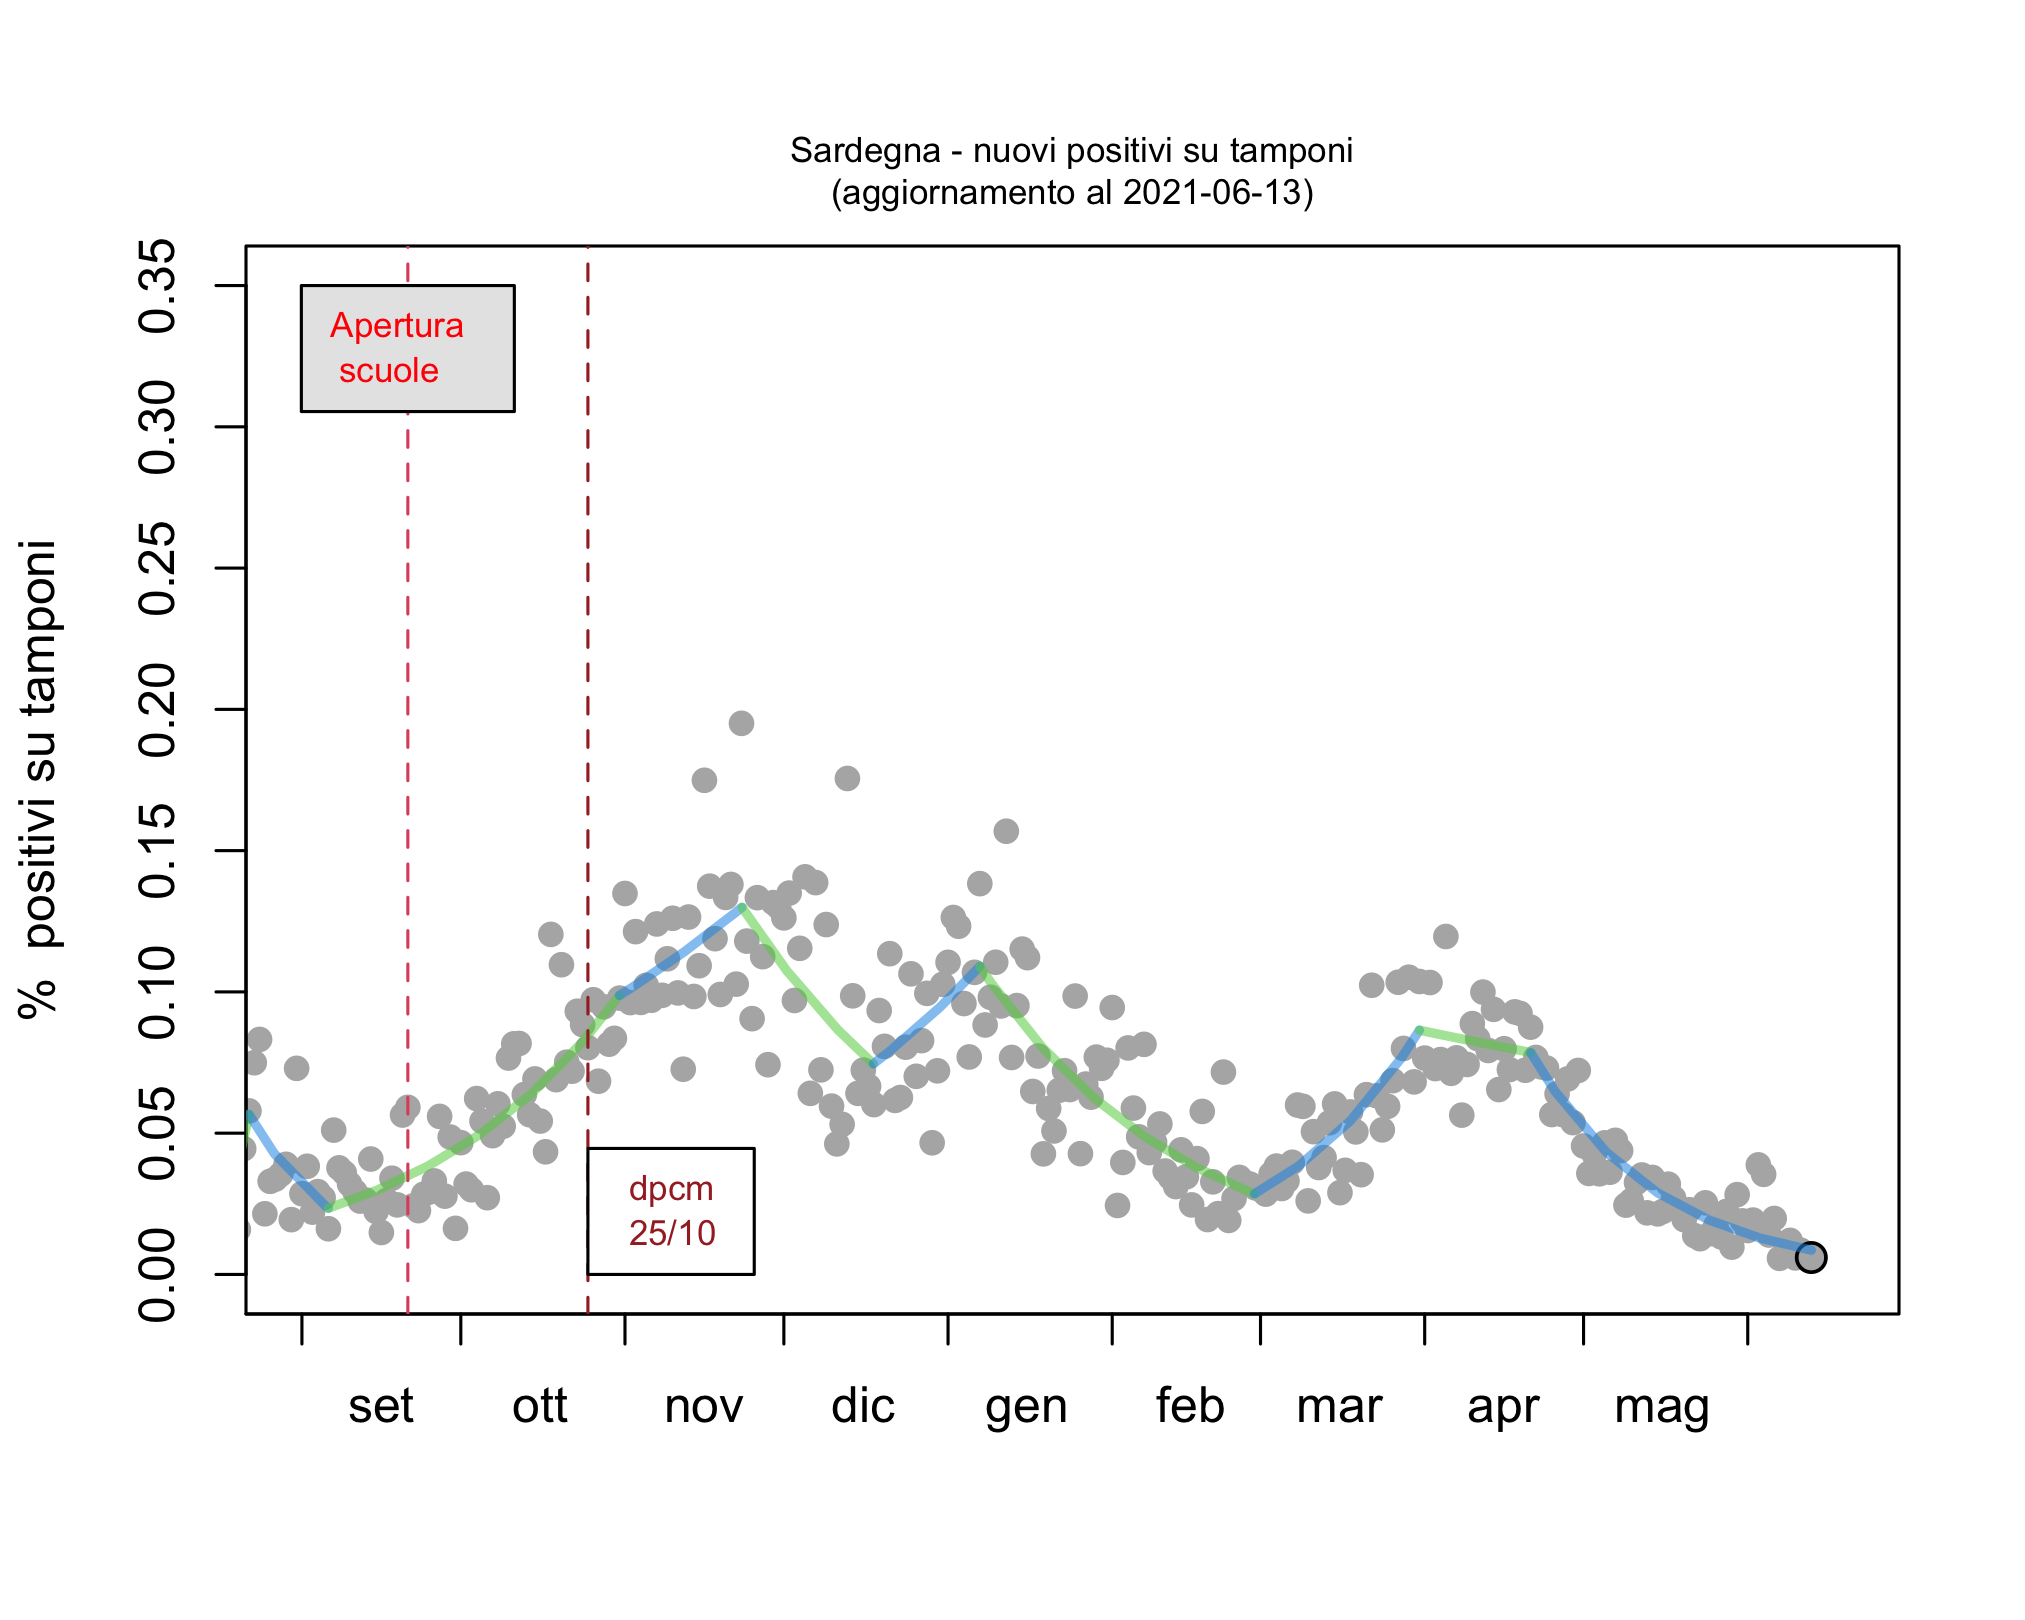 Sardegna - nuovi positivi su tamponi
(aggiornamento al 2021-06-13)
% positivi su tamponi
0.35
0.30
0.25
0.20
0.15
0.10
0.05
0.00
Apertura
scuole
dpcm
25/10
set ott nov dic gen feb mar apr mag